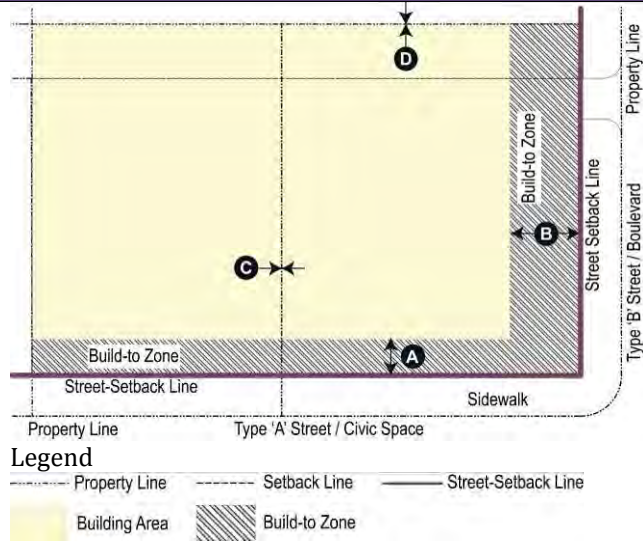 D
Property Line
Build-to Zone
B
Street Setback Line
Type 'B' Street / Boulevard
C
Build-to Zone
A
Street-Setback Line
Sidewalk
Property Line
Type 'A' Street / Civic Space
Legend
Property Line
Setback Line
Street-Setback Line
Building Area
Build-to Zone